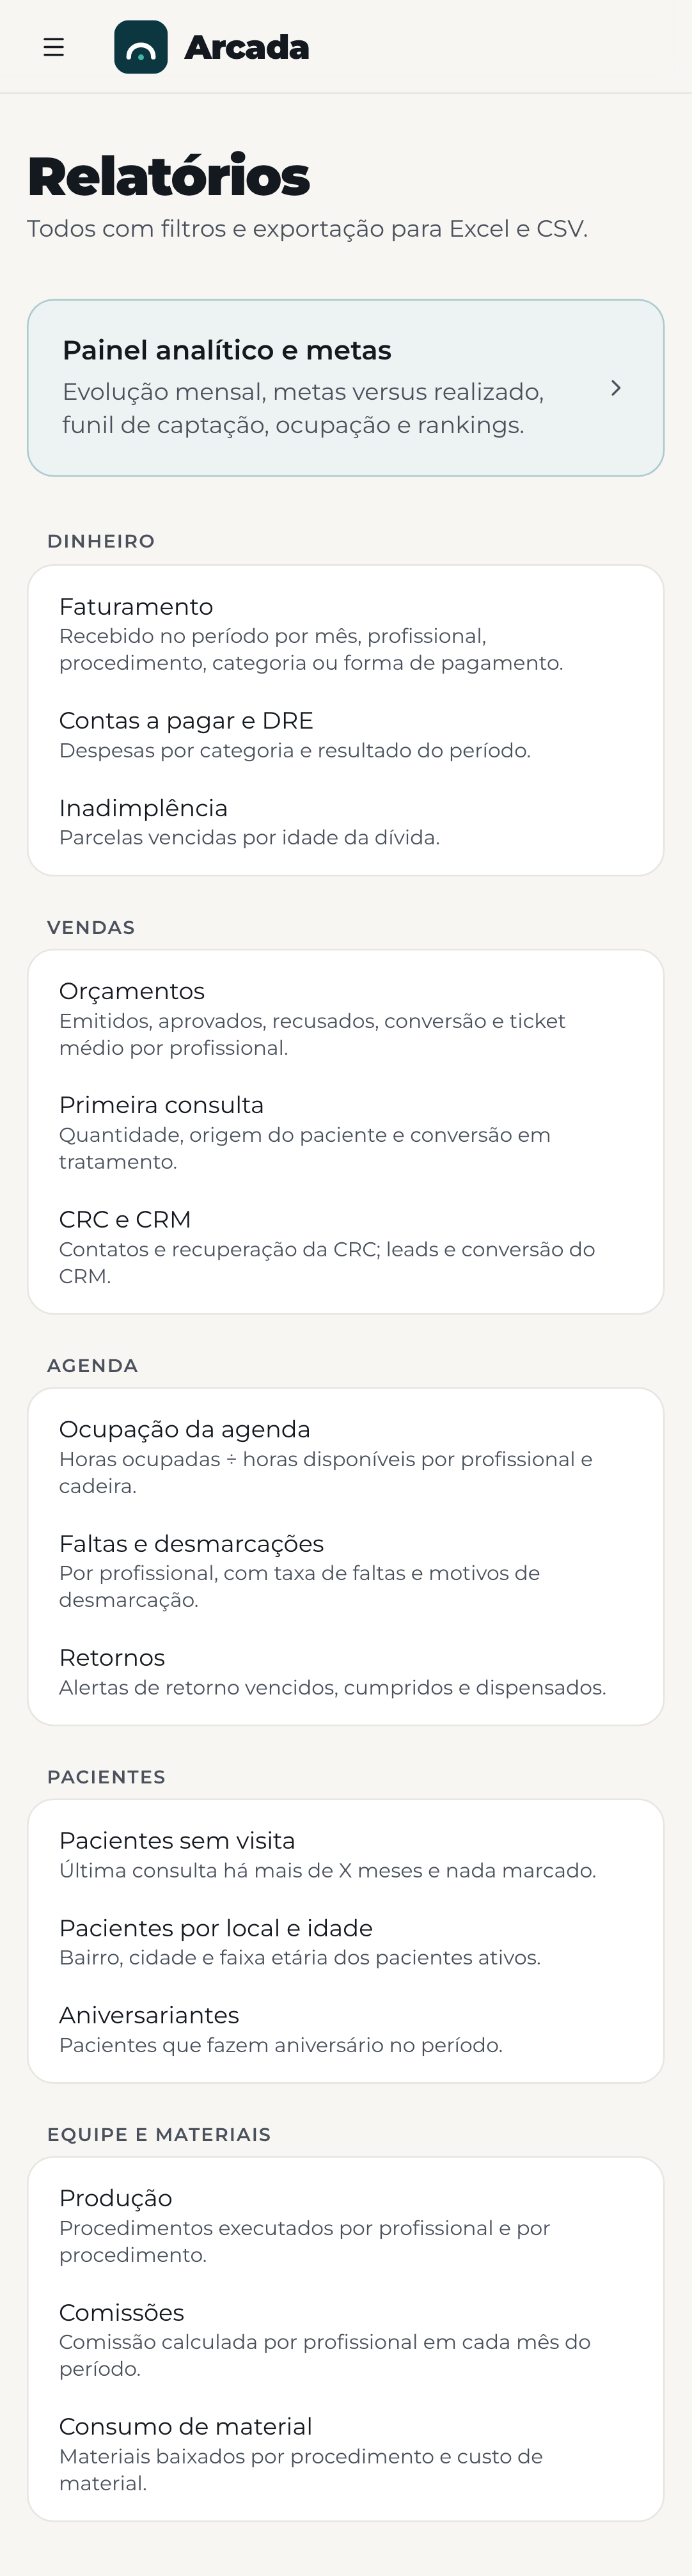 Arcada
Relatórios
Todos com filtros e exportação para Excel e CSV.
Painel analítico e metas
Evolução mensal, metas versus realizado,
funil de captação, ocupação e rankings.
DINHEIRO
Faturamento
Recebido no período por mês, profissional,
procedimento, categoria ou forma de pagamento.
Contas a pagar e DRE
Despesas por categoria e resultado do período.
Inadimplência
Parcelas vencidas por idade da dívida.
VENDAS
Orçamentos
Emitidos, aprovados, recusados, conversão e ticket
médio por profissional.
Primeira consulta
Quantidade, origem do paciente e conversão em
tratamento.
CRC e CRM
Contatos e recuperação da CRC; leads e conversão do
CRM.
AGENDA
Ocupação da agenda
Horas ocupadas ÷ horas disponíveis por profissional e
cadeira.
Faltas e desmarcações
Por profissional, com taxa de faltas e motivos de
desmarcação.
Retornos
Alertas de retorno vencidos, cumpridos e dispensados.
PACIENTES
Pacientes sem visita
Última consulta há mais de X meses e nada marcado.
Pacientes por local e idade
Bairro, cidade e faixa etária dos pacientes ativos.
Aniversariantes
Pacientes que fazem aniversário no período.
EQUIPE E MATERIAIS
Produção
Procedimentos executados por profissional e por
procedimento.
Comissões
Comissão calculada por profissional em cada mês do
período.
Consumo de material
Materiais baixados por procedimento e custo de
material.